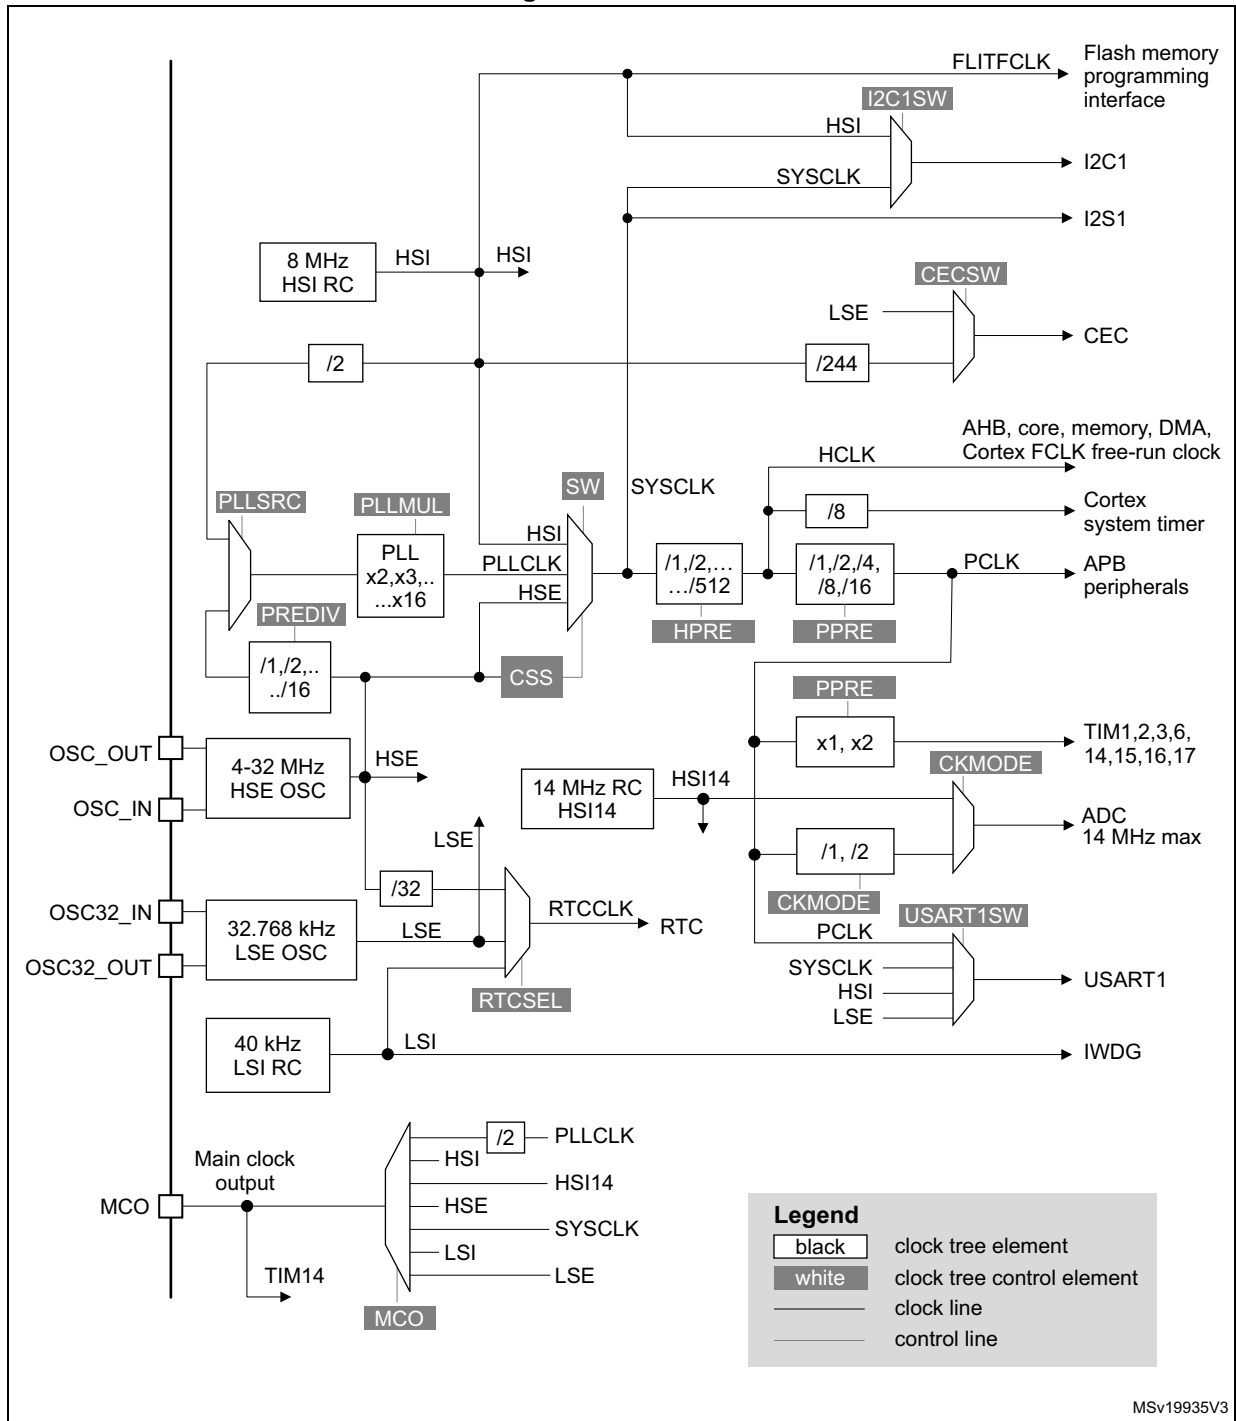 FLITFCLK
Flash memory
programming
interface
I2C1SW
HSI
I2C1
SYSCLK
I2S1
8 MHz
HSI RC
HSI
HSI
CECSW
LSE
CEC
/2
/244
AHB, core, memory, DMA,
Cortex FCLK free-run clock
HCLK
SW
SYSCLK
PLLSRC
PLLMUL
/8
Cortex
system timer
HSI
PLL
x2,x3,..
...x16
PLLCLK
HSE
/1,/2,...
.../512
/1,/2,/4,
/8,/16
PCLK
APB
peripherals
PREDIV
HPRE
PPRE
/1,/2,..
../16
CSS
PPRE
OSC_OUT
OSC_IN
4-32 MHz
HSE OSC
HSE
x1, x2
TIM1,2,3,6,
14,15,16,17
14 MHz RC
HSI14
HSI14
CKMODE
ADC
14 MHz max
LSE
/1, /2
/32
CKMODE
OSC32_IN
OSC32_OUT
32.768 kHz
LSE OSC
LSE
RTCCLK
RTC
USART1SW
PCLK
SYSCLK
HSI
LSE
USART1
RTCSEL
40 kHz
LSI RC
LSI
IWDG
/2
PLLCLK
HSI
HSI14
HSE
SYSCLK
LSI
LSE
Main clock
output
MCO
TIM14
MCO
Legend
black
clock tree element
white
clock tree control element
clock line
control line
MSv19935V3